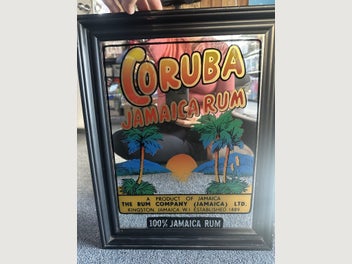 CORUBA
JAMAICA RUM
A PRODUCT OF JAMAICA
THE RUM COMPANY (JAMAICA) LTD.
KINGSTON, JAMAICA W.I. ESTABLISHED 1889
100% JAMAICA RUM